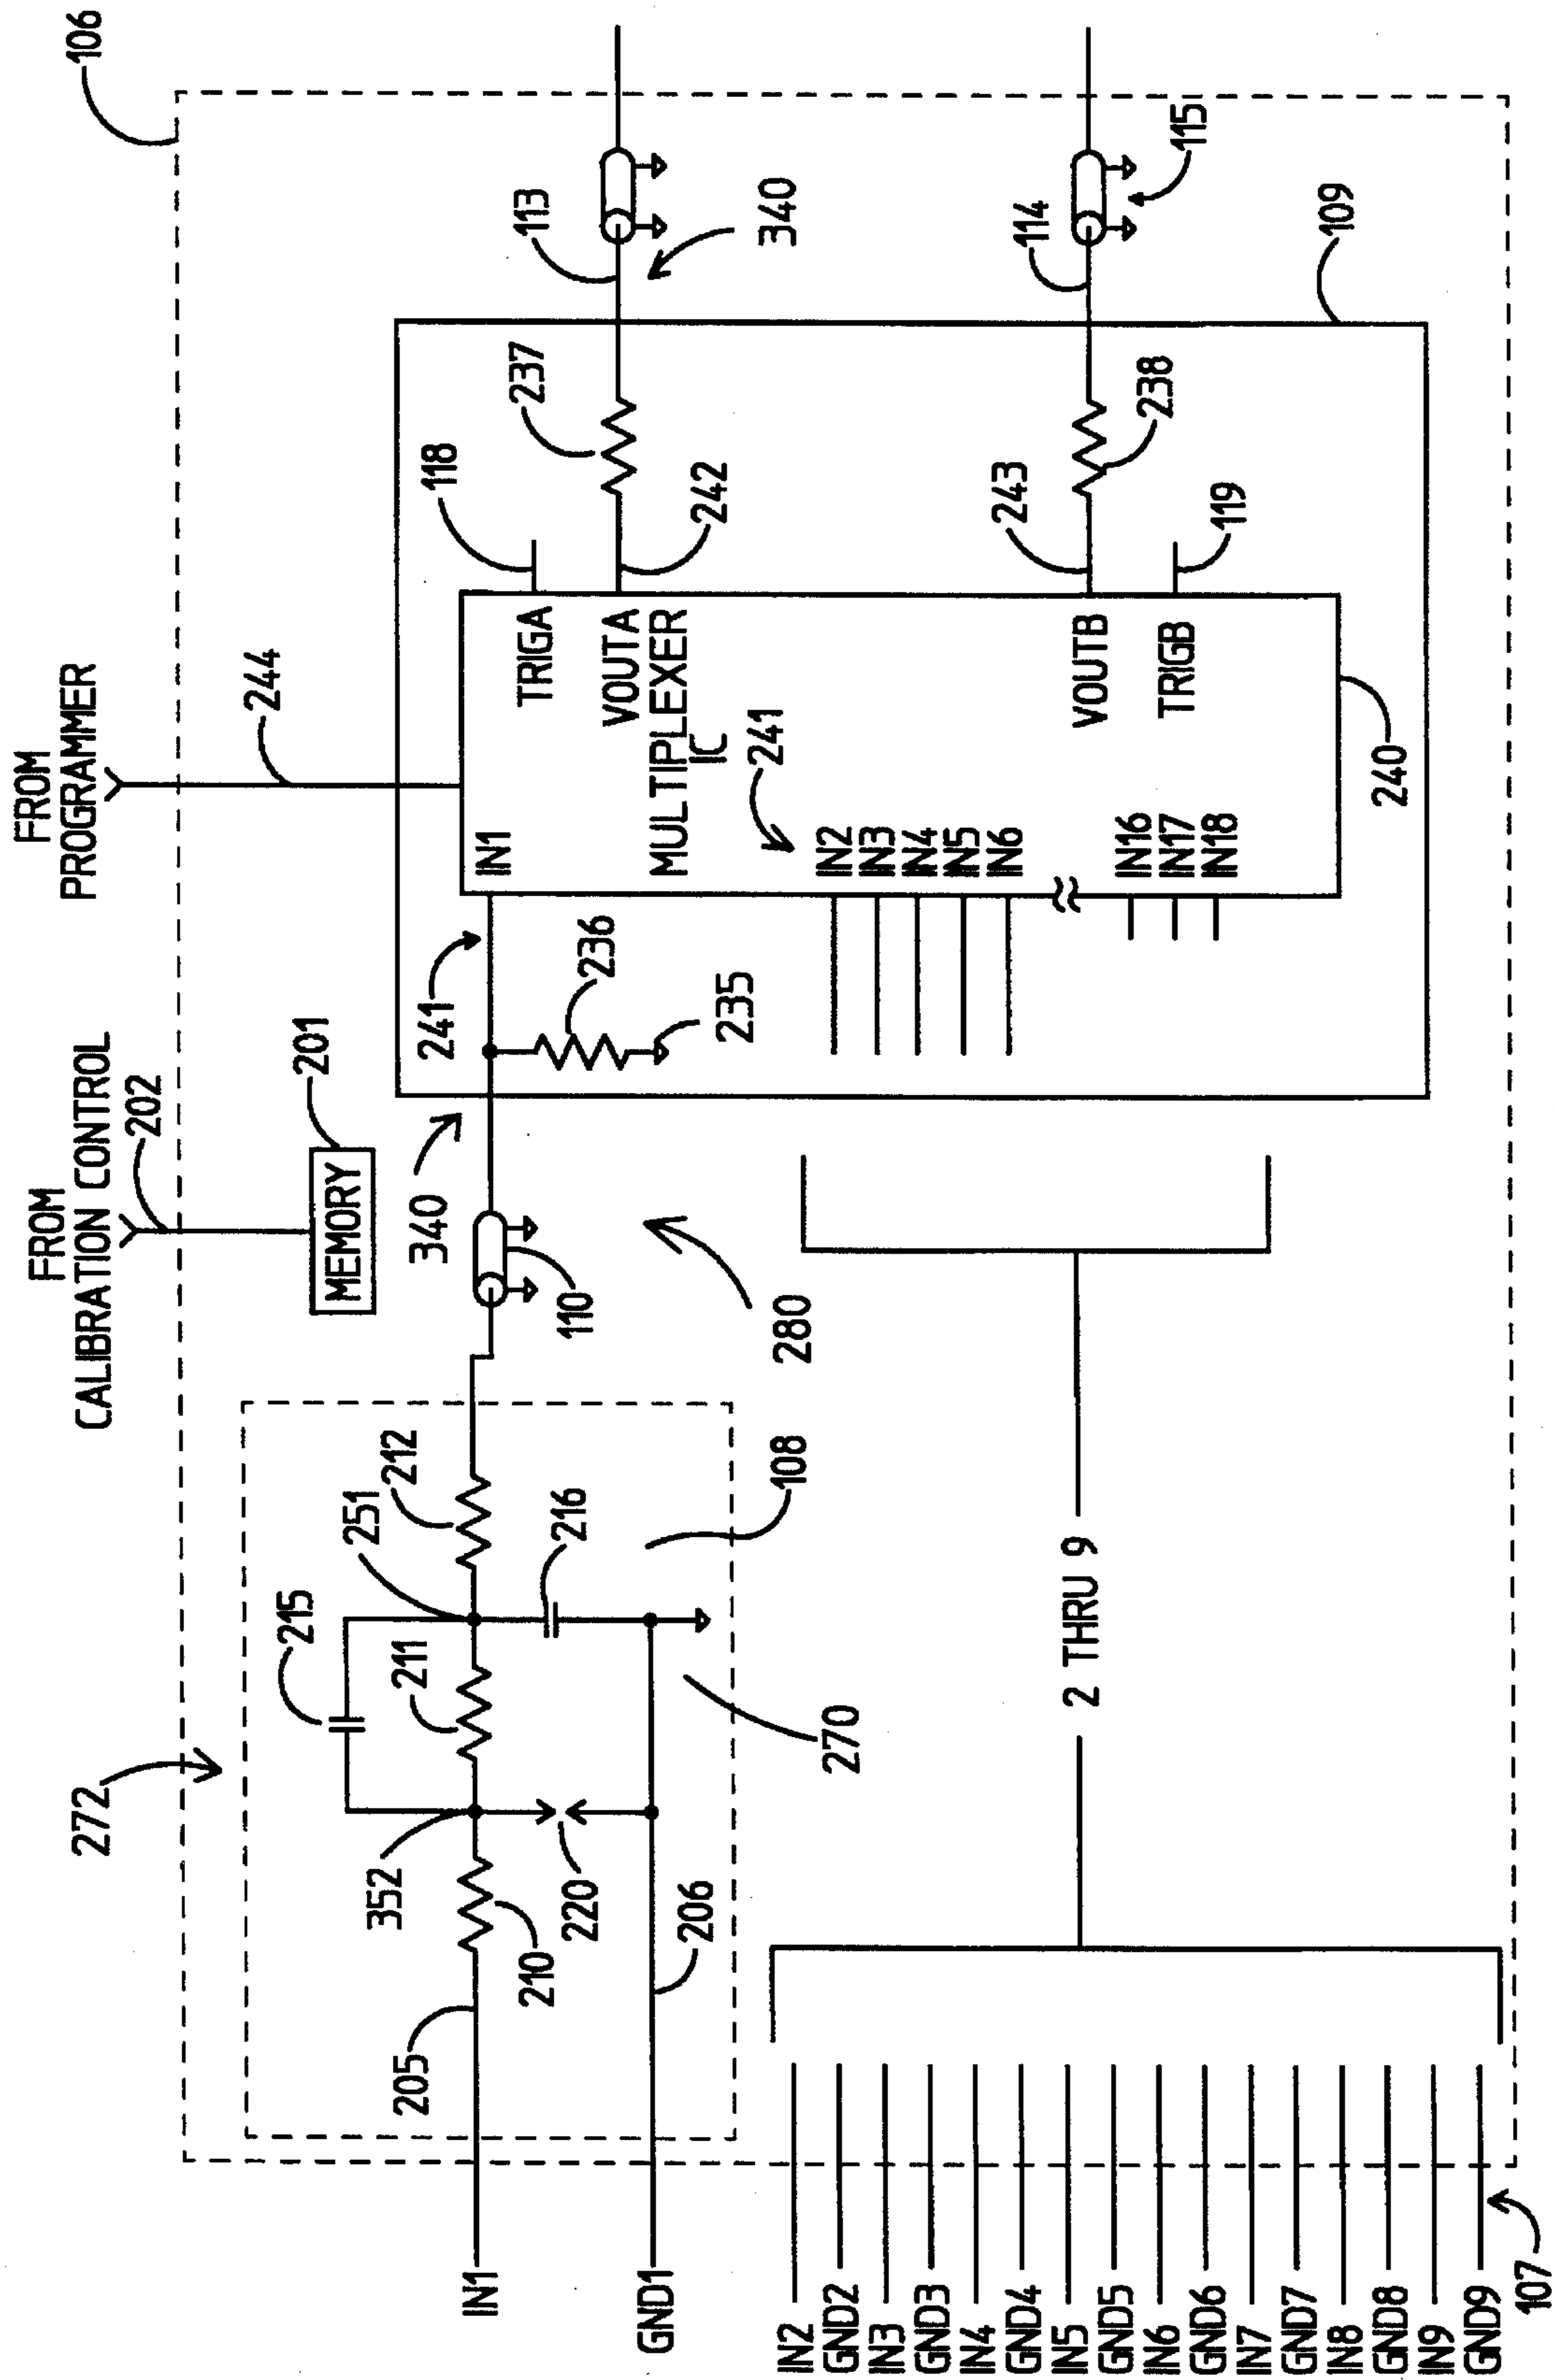 106
FROM
PROGRAMMER
244
FROM
CALIBRATION CONTROL
202
201
MEMORY
272
215
251
212
352
211
205
210
220
216
206
108
270
IN1
GND1
340
110
280
241
236
235
IN1
TRIGA
VOUTA
MULTIPLEXER
IC
241
VOUTB
TRIGB
IN2
IN3
IN4
IN5
IN6
IN16
IN17
IN18
240
118
237
242
243
238
119
113
340
114
115
109
2 THRU 9
IN2
GND2
IN3
GND3
IN4
GND4
IN5
GND5
IN6
GND6
IN7
GND7
IN8
GND8
IN9
GND9
107